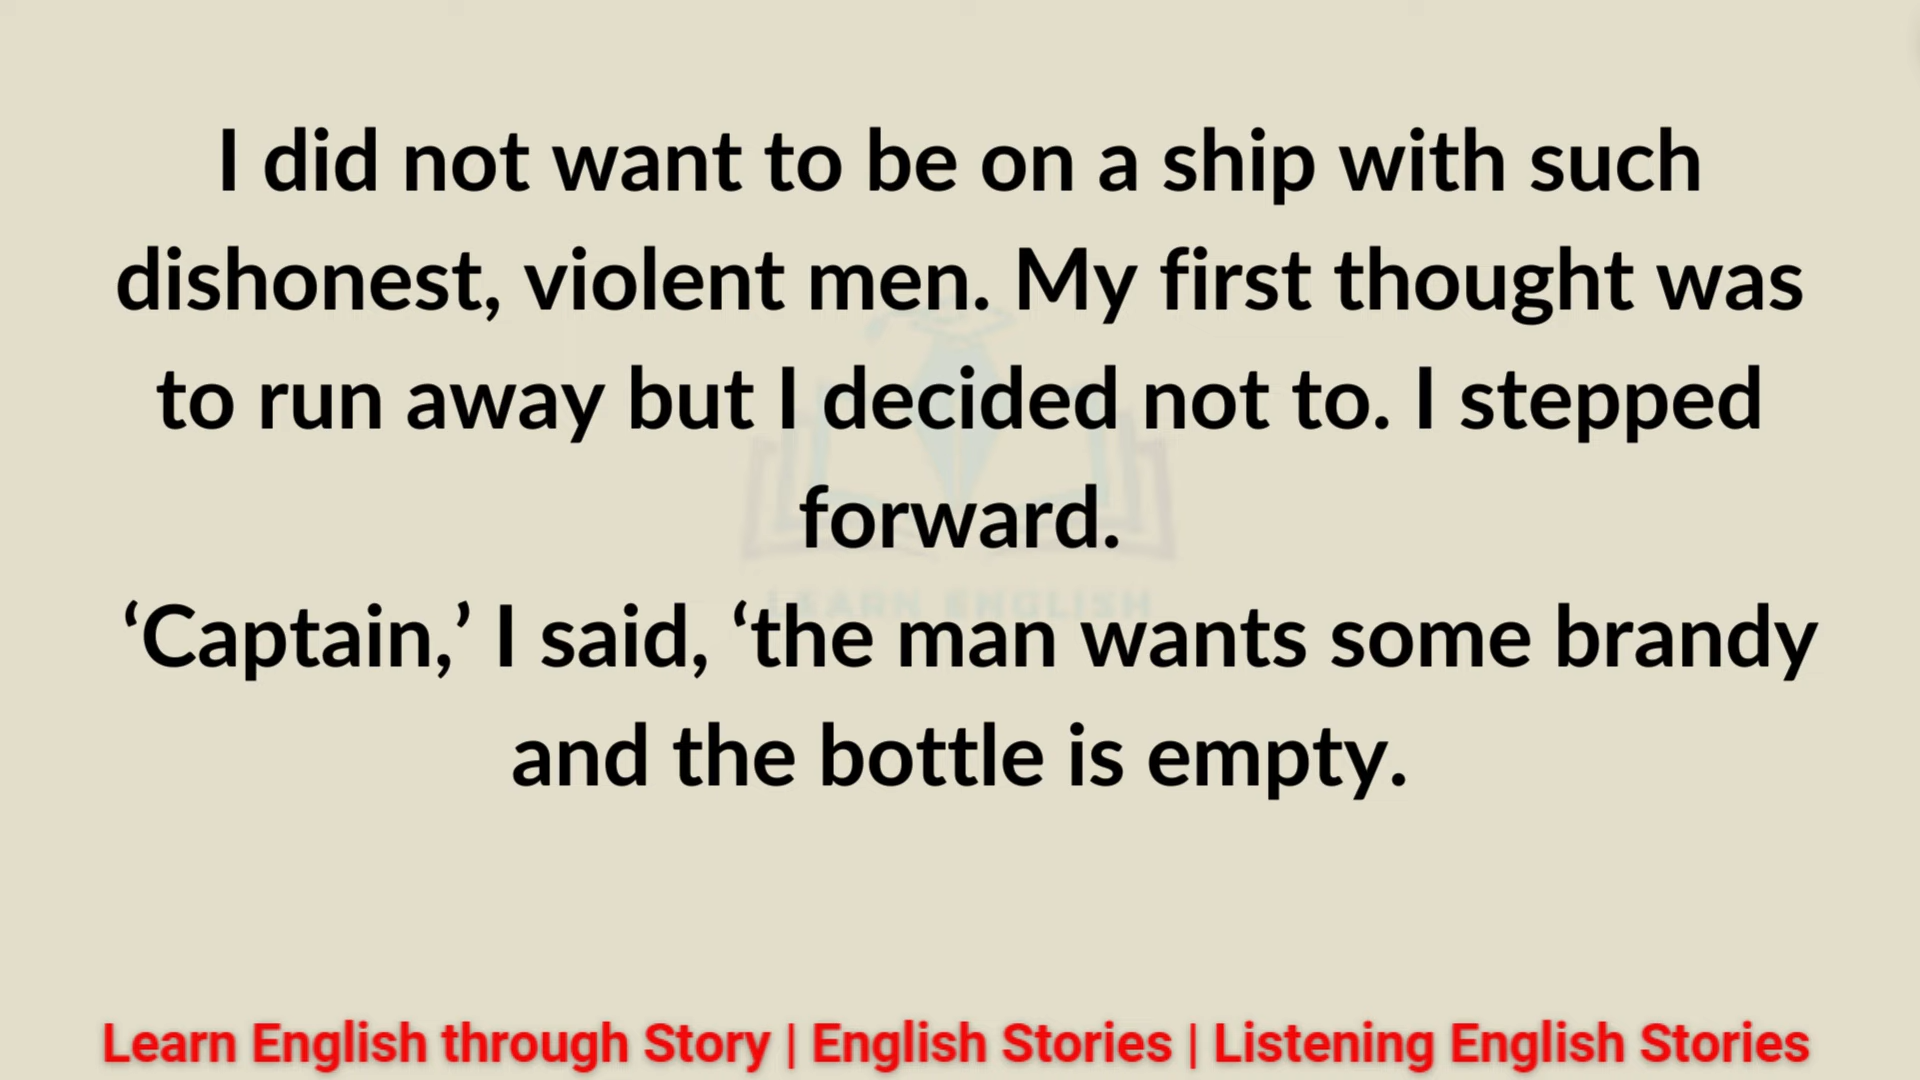 I did not want to be on a ship with such
dishonest, violent men. My first thought was
to run away but I decided not to. I stepped
forward.
‘Captain,’ I said, ‘the man wants some brandy
and the bottle is empty.
LEARN ENGLISH
Learn English through Story | English Stories | Listening English Stories